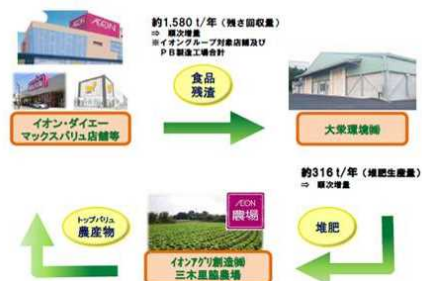 約1,580 t/年（残さ回収量）
⇒ 順次増量
※イオングループ対象店舗及び
ＰＢ製造工場合計
AEON
食品
残渣
イオン・ダイエー
マックスバリュ店舗等
大栄環境㈱
約316 t/年（堆肥生産量）
⇒ 順次増量
AEON
農場
トップバリュ
農産物
堆肥
イオンアグリ創造㈱
三木里脇農場